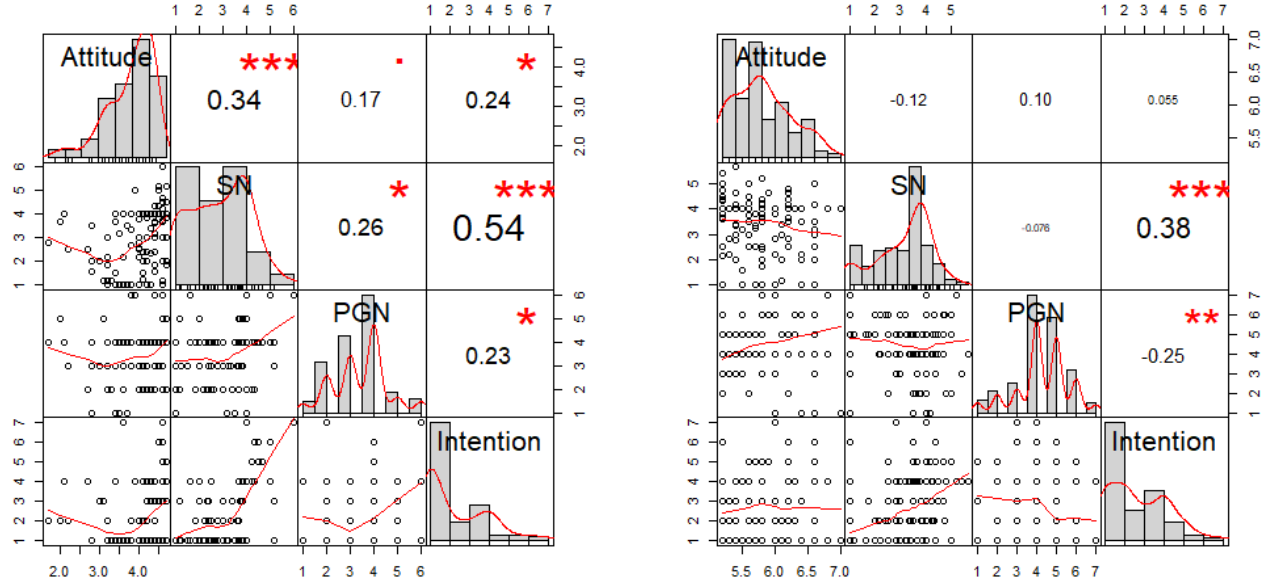 1 2 3 4 5 6 1 2 3 4 5 6 7
Attitude *** . *
0.34 0.17 0.24
2.0 3.0 4.0
1 2 3 4 5 6
SN * ***
0.26 0.54
PGN *
0.23
1 2 3 4 5 6
1 2 3 4 5 6 7
Intention
2.0 3.0 4.0 1 2 3 4 5 6
1 2 3 4 5 1 2 3 4 5 6 7
Attitude
-0.12 0.10 0.055
5.5 6.0 6.5 7.0
1 2 3 4 5
SN ***
-0.076 0.38
PGN **
-0.25
1 2 3 4 5 6 7
1 2 3 4 5 6 7
Intention
5.5 6.0 6.5 7.0 1 2 3 4 5 6 7